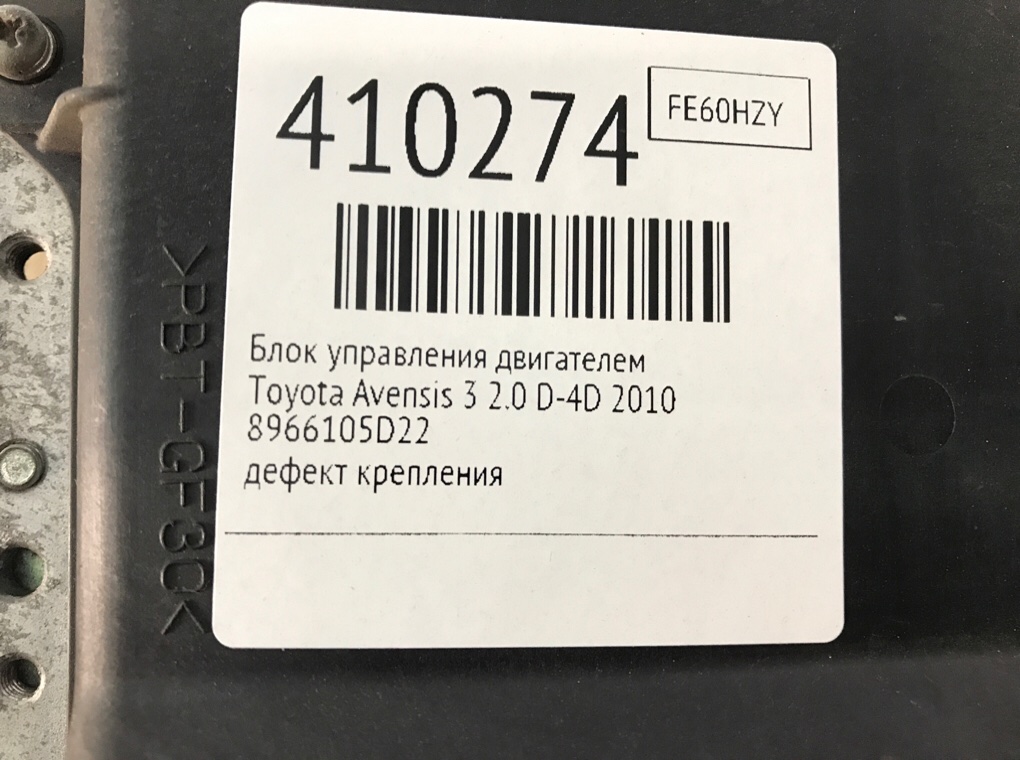 410274
FE60HZY
Блок управления двигателем
Toyota Avensis 3 2.0 D-4D 2010
8966105D22
дефект крепления
>PBT-GF30<